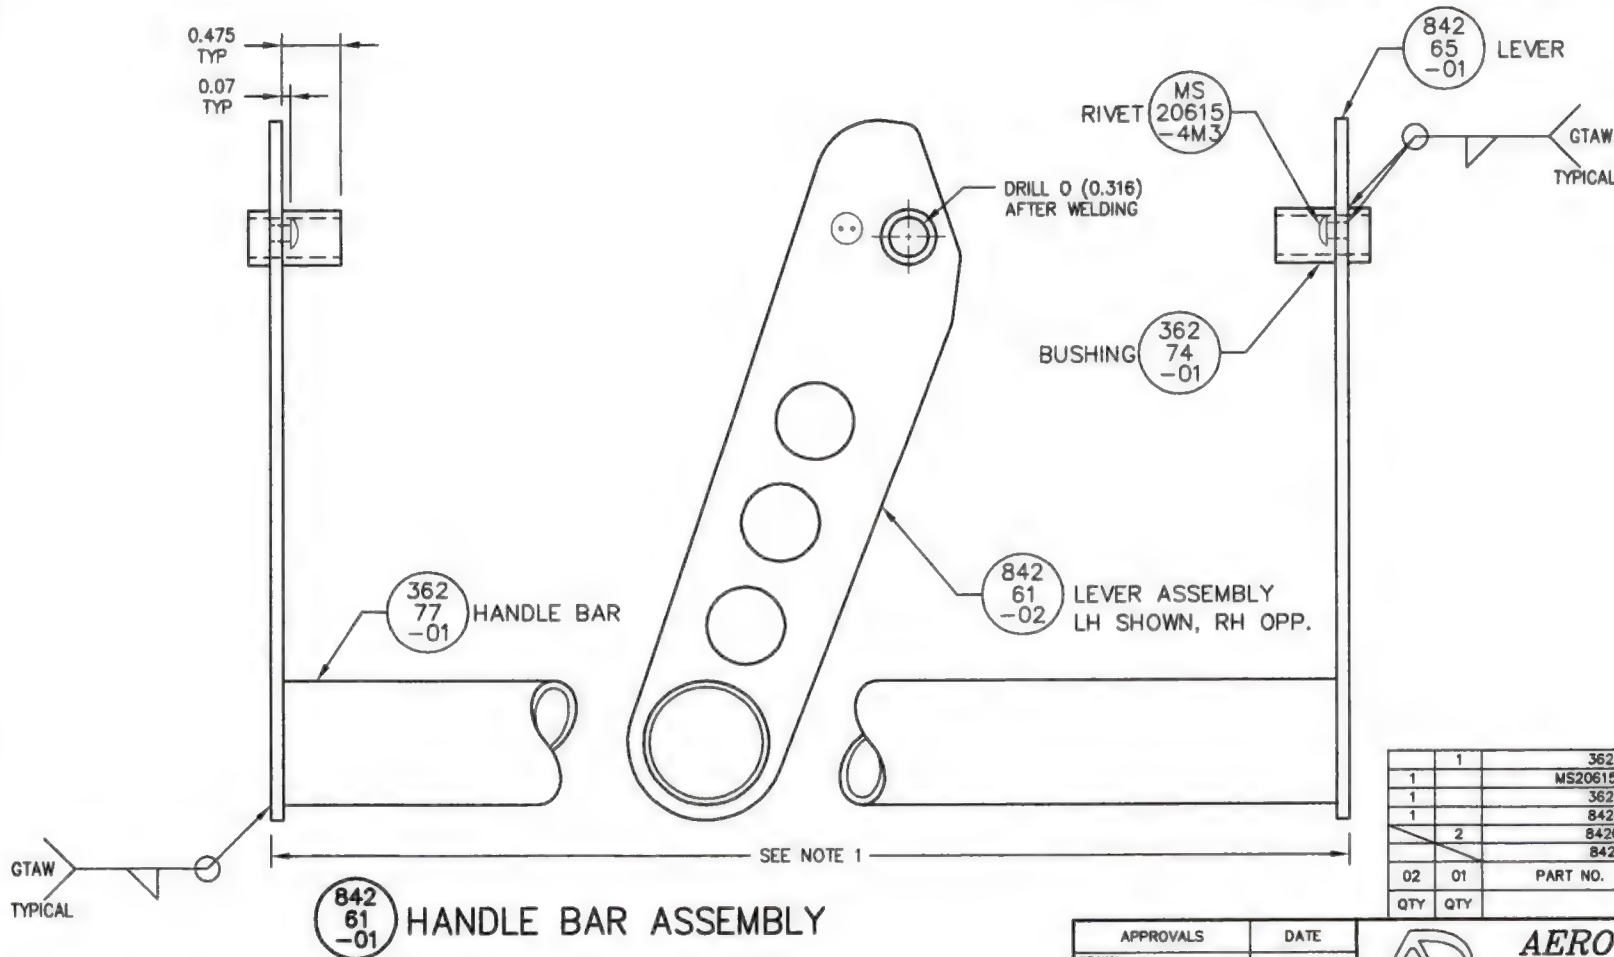 0.475
TYP
0.07
TYP
842
65
-01
LEVER
RIVET
MS
20615
-4M3
GTAW
TYPICAL
DRILL O (0.316)
AFTER WELDING
BUSHING
362
74
-01
362
77
-01
HANDLE BAR
842
61
-02
LEVER ASSEMBLY
LH SHOWN, RH OPP.
SEE NOTE 1
GTAW
TYPICAL
842
61
-01
HANDLE BAR ASSEMBLY
1 362
1 MS20615
1 362
1 842
2 842
842
02 01 PART NO.
QTY QTY
APPROVALS DATE
AERO